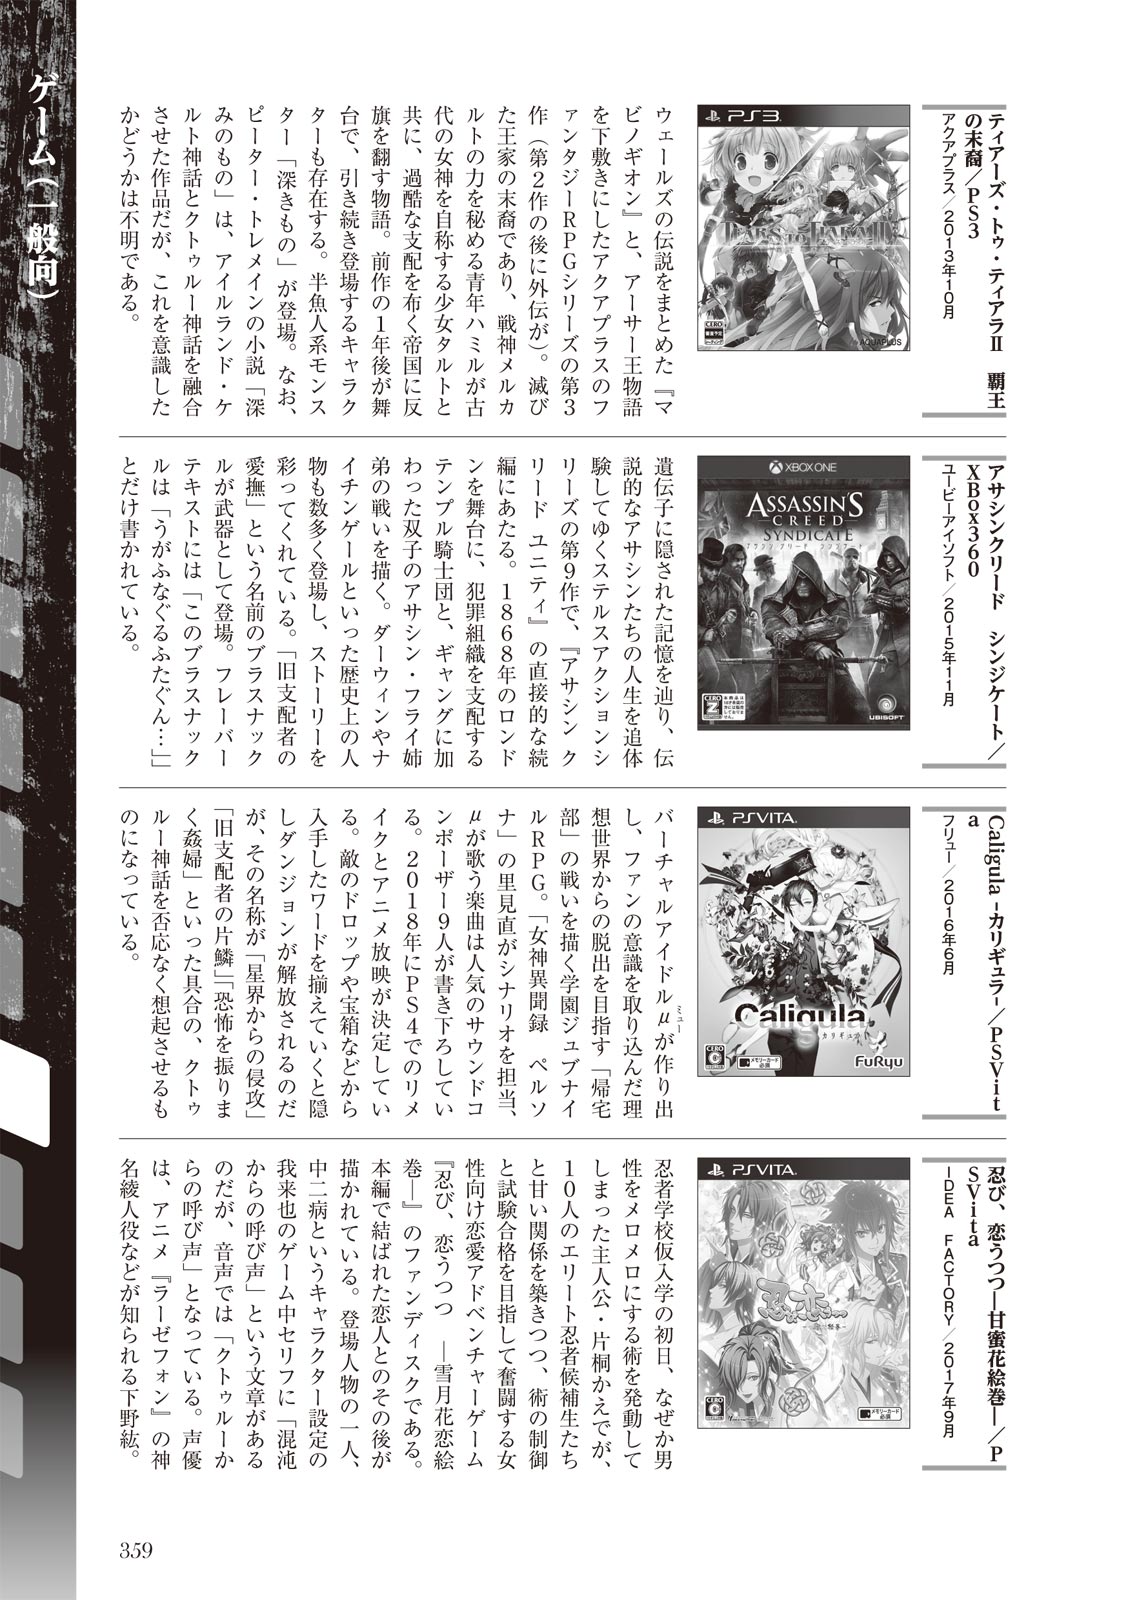 ゲーム（一般向）
ティアーズ・トゥ・ティアラⅡ　覇王
の末裔／PS3
アクアプラス／2013年10月
PS3
TEARS TO TIARA II
CERO
審査予定
AQUAPLUS
ウェールズの伝説をまとめた『マ
ビノギオン』と、アーサー王物語
を下敷きにしたアクアプラスのフ
ァンタジーRPGシリーズの第3
作（第2作の後に外伝が）。滅び
た王家の末裔であり、戦神メルカ
ルトの力を秘める青年ハミルが古
代の女神を自称する少女タルトと
共に、過酷な支配を布く帝国に反
旗を翻す物語。前作の1年後が舞
台で、引き続き登場するキャラク
ターも存在する。半魚人系モンス
ター「深きもの」が登場。なお、
ピーター・トレメインの小説「深
みのもの」は、アイルランド・ケ
ルト神話とクトゥルー神話を融合
させた作品だが、これを意識した
かどうかは不明である。
アサシンクリード　シンジケート／
XBox360
ユービーアイソフト／2015年11月
XBOX ONE
ASSASSIN'S
CREED
SYNDICATE
アサシン クリード シンジケート
CERO
Z
UBISOFT
遺伝子に隠された記憶を辿り、伝
説的なアサシンたちの人生を追体
験してゆくステルスアクションシ
リーズの第9作で、『アサシン ク
リード ユニティ』の直接的な続
編にあたる。1868年のロンド
ンを舞台に、犯罪組織を支配する
テンプル騎士団と、ギャングに加
わった双子のアサシン・フライ姉
弟の戦いを描く。ダーウィンやナ
イチンゲールといった歴史上の人
物も数多く登場し、ストーリーを
彩ってくれている。「旧支配者の
愛撫」という名前のブラスナック
ルが武器として登場。フレーバー
テキストには「このブラスナック
ルは「うがふなぐるふたぐん…」」
とだけ書かれている。
Caligula -カリギュラ-／PSVit
a
フリュー／2016年6月
PSVITA
Caligula
カリギュラ
CERO
C
メモリーカード
必須
FuRyu
バーチャルアイドルμ(ミュー)が作り出
し、ファンの意識を取り込んだ理
想世界からの脱出を目指す「帰宅
部」の戦いを描く学園ジュブナイ
ルRPG。「女神異聞録　ペルソ
ナ」の里見直がシナリオを担当、
μが歌う楽曲は人気のサウンドコ
ンポーザー9人が書き下ろしてい
る。2018年にPS4でのリメ
イクとアニメ放映が決定してい
る。敵のドロップや宝箱などから
入手したワードを揃えていくと隠
しダンジョンが解放されるのだ
が、その名称が「星界からの侵攻」
「旧支配者の片鱗」「恐怖を振りま
く姦婦」といった具合の、クトゥ
ルー神話を否応なく想起させるも
のになっている。
忍び、恋うつつ―甘蜜花絵巻―／P
SVita
IDEA　FACTORY／2017年9月
PSVITA
CERO
C
メモリーカード
必須
忍者学校仮入学の初日、なぜか男
性をメロメロにする術を発動して
しまった主人公・片桐かえでが、
10人のエリート忍者候補生たち
と甘い関係を築きつつ、術の制御
と試験合格を目指して奮闘する女
性向け恋愛アドベンチャーゲーム
『忍び、恋うつつ　―雪月花恋絵
巻―』のファンディスクである。
本編で結ばれた恋人とのその後が
描かれている。登場人物の一人、
中二病というキャラクター設定の
我来也のゲーム中セリフに「混沌
からの呼び声」という文章がある
のだが、音声では「クトゥルーか
らの呼び声」となっている。声優
は、アニメ『ラーゼフォン』の神
名綾人役などが知られる下野紘。
359